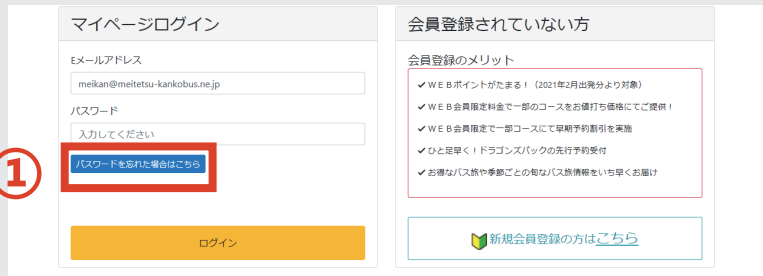 マイページログイン
Eメールアドレス
meikan@meitetsu-kankobus.ne.jp
パスワード
入力してください
パスワードを忘れた場合はこちら
①
ログイン
会員登録されていない方
会員登録のメリット
✔ＷＥＢポイントがたまる！（2021年2月出発分より対象）
✔ＷＥＢ会員限定料金で一部のコースをお値打ち価格にてご提供！
✔ＷＥＢ会員限定で一部コースにて早期予約割引を実施
✔ひと足早く！ドラゴンズパックの先行予約受付
✔お得なバス旅や季節ごとの旬なバス旅情報をいち早くお届け
新規会員登録の方はこちら